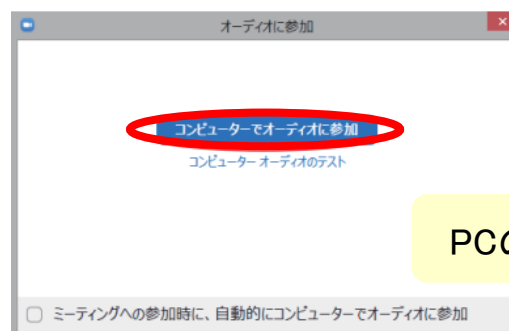 オーディオに参加
コンピューターでオーディオに参加
コンピューター オーディオのテスト
PCの
ミーティングへの参加時に、自動的にコンピューターでオーディオに参加